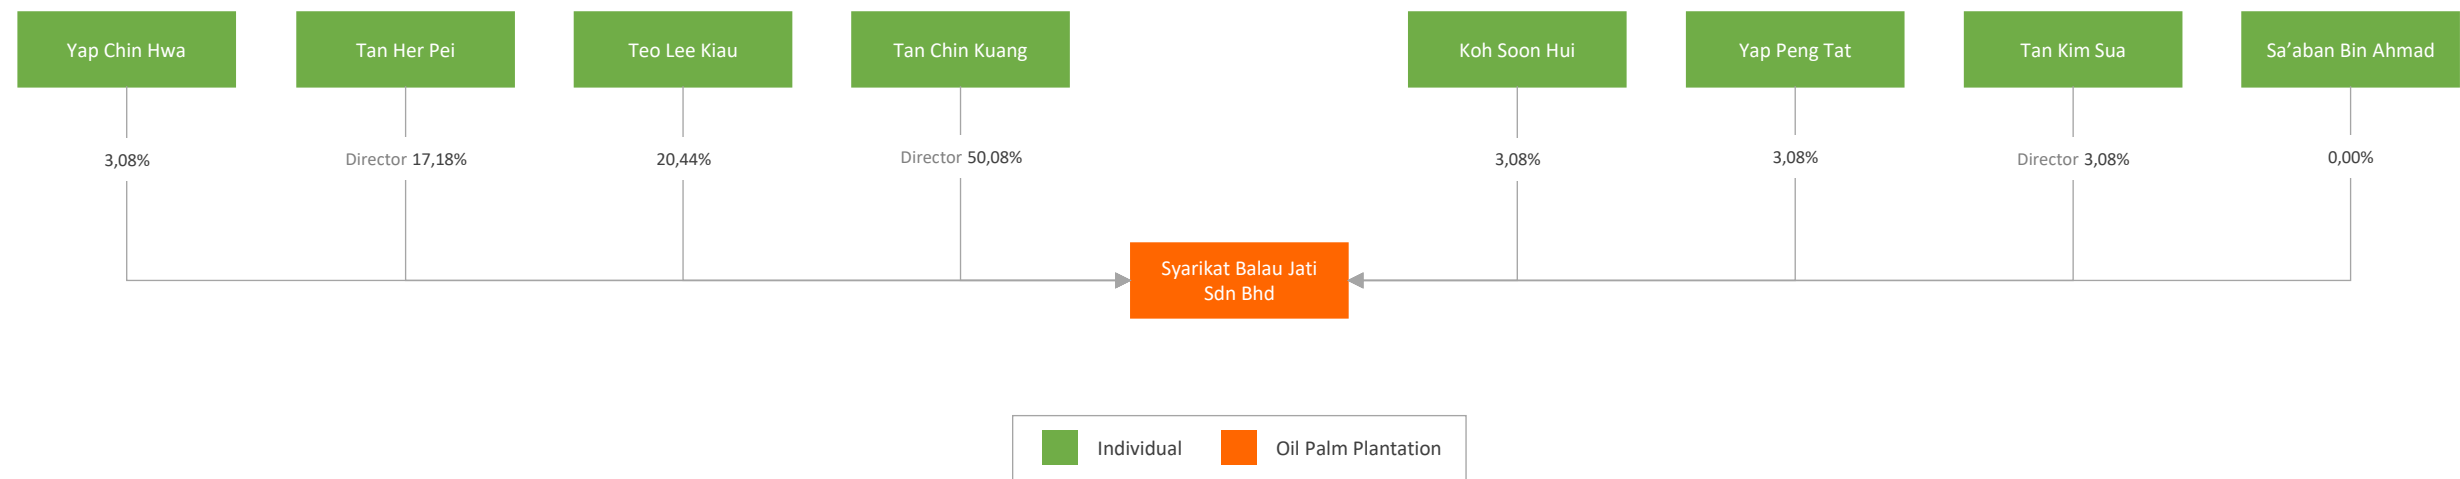 Yap Chin Hwa
Tan Her Pei
Teo Lee Kiau
Tan Chin Kuang
Koh Soon Hui
Yap Peng Tat
Tan Kim Sua
Sa’aban Bin Ahmad
3,08%
Director 17,18%
20,44%
Director 50,08%
3,08%
3,08%
Director 3,08%
0,00%
Syarikat Balau Jati
Sdn Bhd
Individual
Oil Palm Plantation